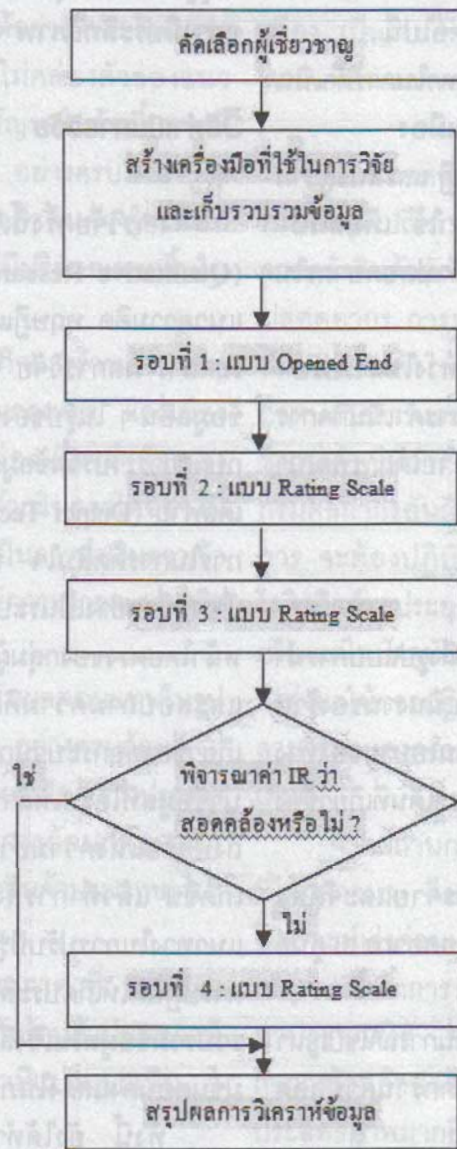 คัดเลือกผู้เชี่ยวชาญ
สร้างเครื่องมือที่ใช้ในการวิจัย
และเก็บรวบรวมข้อมูล
รอบที่ 1 : แบบ Opened End
รอบที่ 2 : แบบ Rating Scale
รอบที่ 3 : แบบ Rating Scale
พิจารณาค่า IR ว่า
สอดคล้องหรือไม่ ?
ใช่
ไม่
รอบที่ 4 : แบบ Rating Scale
สรุปผลการวิเคราะห์ข้อมูล